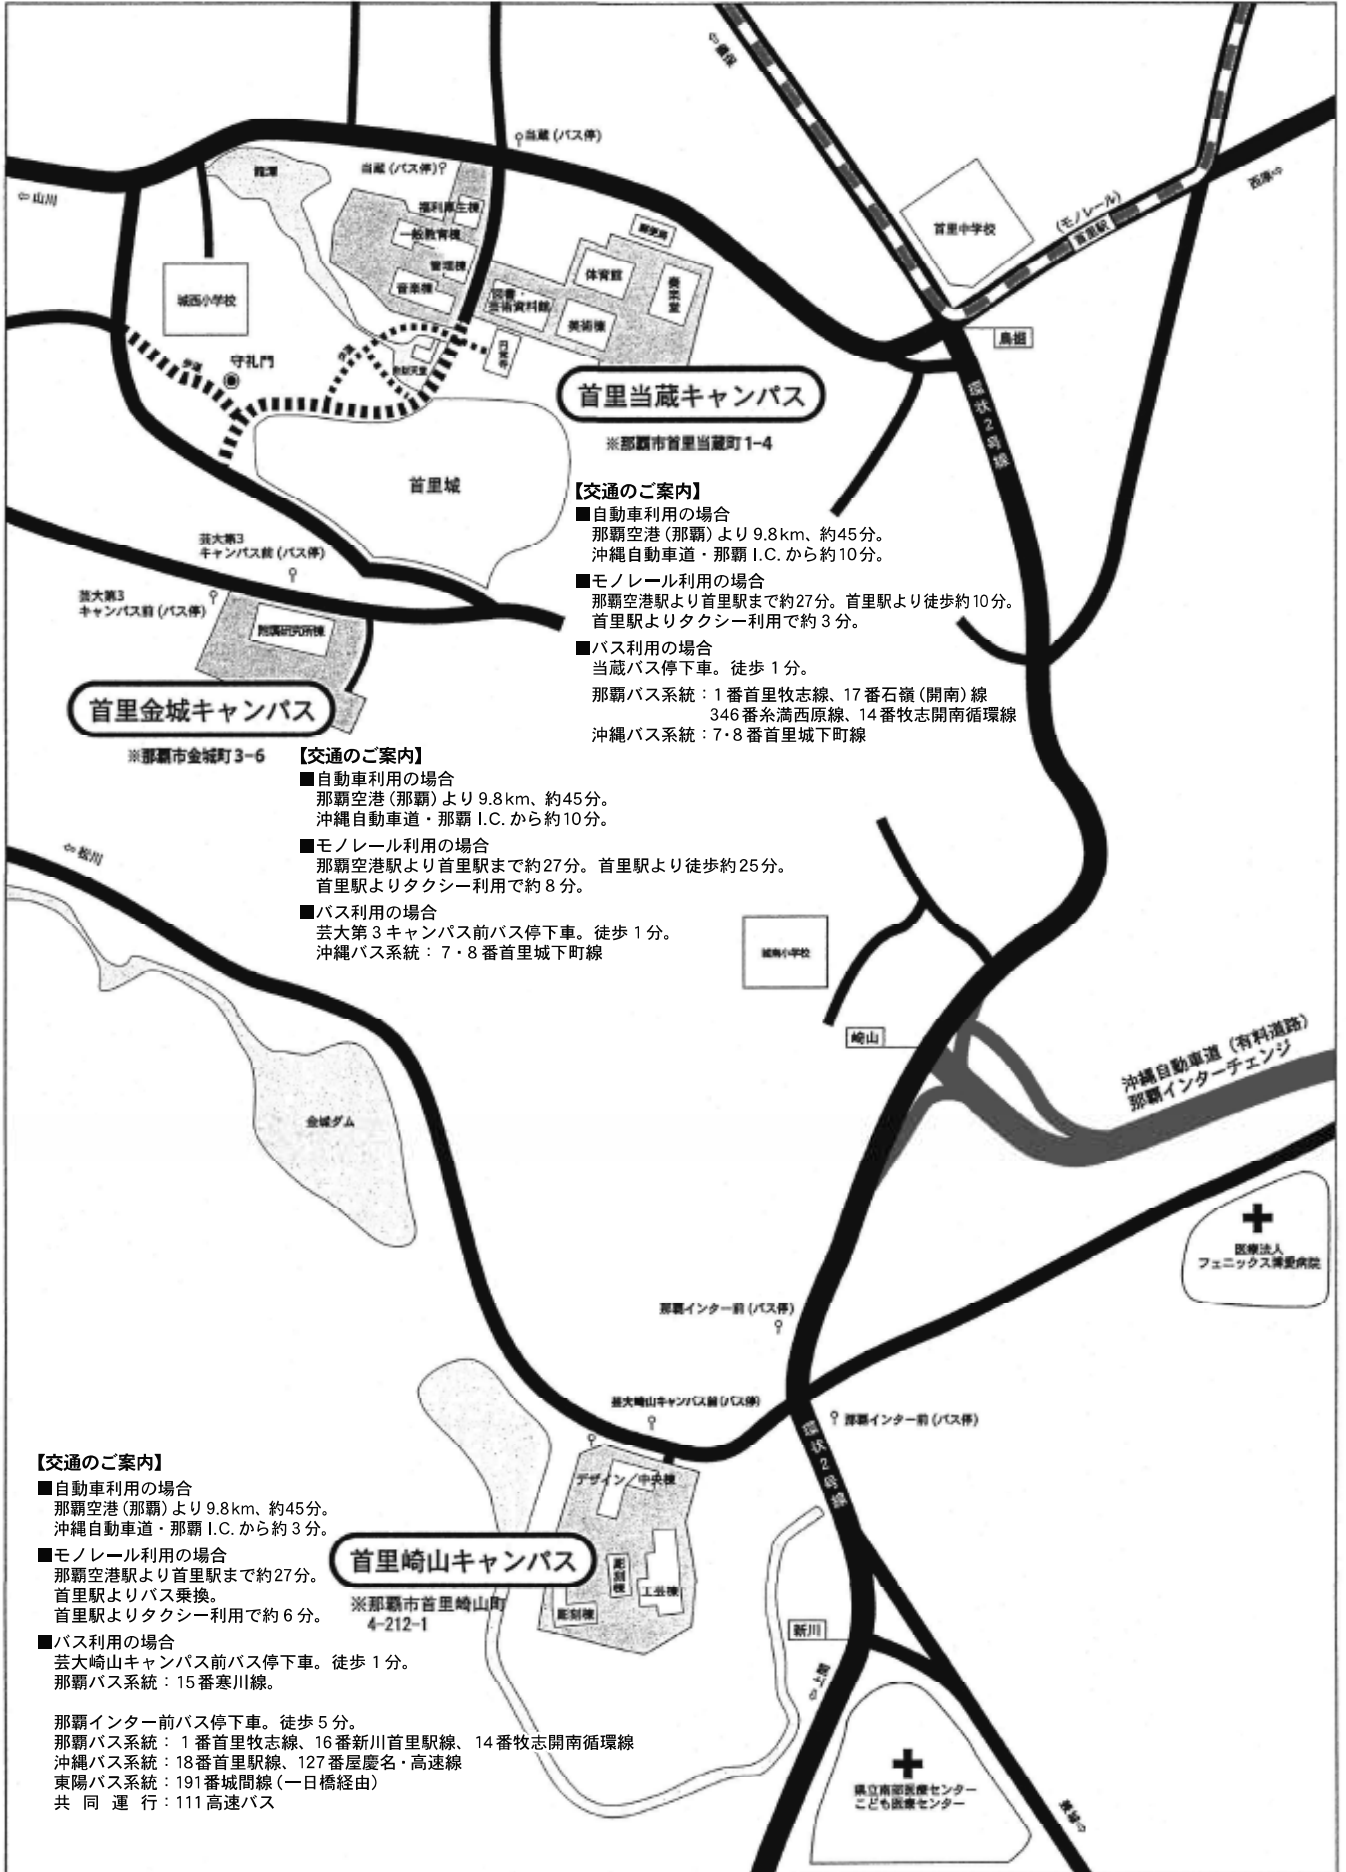 ⇦儀保
当蔵 (バス停)
当蔵 (バス停)
龍潭
⇦山川
福利厚生棟
一般教育棟
管理棟
音楽棟
郵便局
体育館
奏楽堂
図書・
芸術資料館
美術棟
円覚寺
弁財天堂
首里中学校
(モノレール)
首里駅
西原⇨
城西小学校
歩道
守礼門
歩道
鳥堀
環状2号線
首里当蔵キャンパス
※那覇市首里当蔵町1-4
首里城
【交通のご案内】
■自動車利用の場合
那覇空港(那覇)より9.8km、約45分。
沖縄自動車道・那覇I.C.から約10分。
■モノレール利用の場合
那覇空港駅より首里駅まで約27分。首里駅より徒歩約10分。
首里駅よりタクシー利用で約3分。
■バス利用の場合
当蔵バス停下車。徒歩1分。
那覇バス系統：1番首里牧志線、17番石嶺(開南)線
346番糸満西原線、14番牧志開南循環線
沖縄バス系統：7・8番首里城下町線
芸大第3
キャンパス前 (バス停)
芸大第3
キャンパス前 (バス停)
附属研究所棟
首里金城キャンパス
※那覇市金城町3-6
【交通のご案内】
■自動車利用の場合
那覇空港(那覇)より9.8km、約45分。
沖縄自動車道・那覇I.C.から約10分。
■モノレール利用の場合
那覇空港駅より首里駅まで約27分。首里駅より徒歩約25分。
首里駅よりタクシー利用で約8分。
■バス利用の場合
芸大第3キャンパス前バス停下車。徒歩1分。
沖縄バス系統：7・8番首里城下町線
⇦松川
城南小学校
崎山
沖縄自動車道（有料道路）
那覇インターチェンジ
金城ダム
医療法人
フェニックス博愛病院
那覇インター前 (バス停)
芸大崎山キャンパス前 (バス停)
那覇インター前 (バス停)
環状2号線
デザイン／中央棟
彫刻棟
工芸棟
彫刻棟
首里崎山キャンパス
※那覇市首里崎山町
4-212-1
【交通のご案内】
■自動車利用の場合
那覇空港(那覇)より9.8km、約45分。
沖縄自動車道・那覇I.C.から約3分。
■モノレール利用の場合
那覇空港駅より首里駅まで約27分。
首里駅よりバス乗換。
首里駅よりタクシー利用で約6分。
■バス利用の場合
芸大崎山キャンパス前バス停下車。徒歩1分。
那覇バス系統：15番寒川線。
那覇インター前バス停下車。徒歩5分。
那覇バス系統：1番首里牧志線、16番新川首里駅線、14番牧志開南循環線
沖縄バス系統：18番首里駅線、127番屋慶名・高速線
東陽バス系統：191番城間線(一日橋経由)
共同運行：111高速バス
新川
⇦上間
県立南部医療センター
こども医療センター